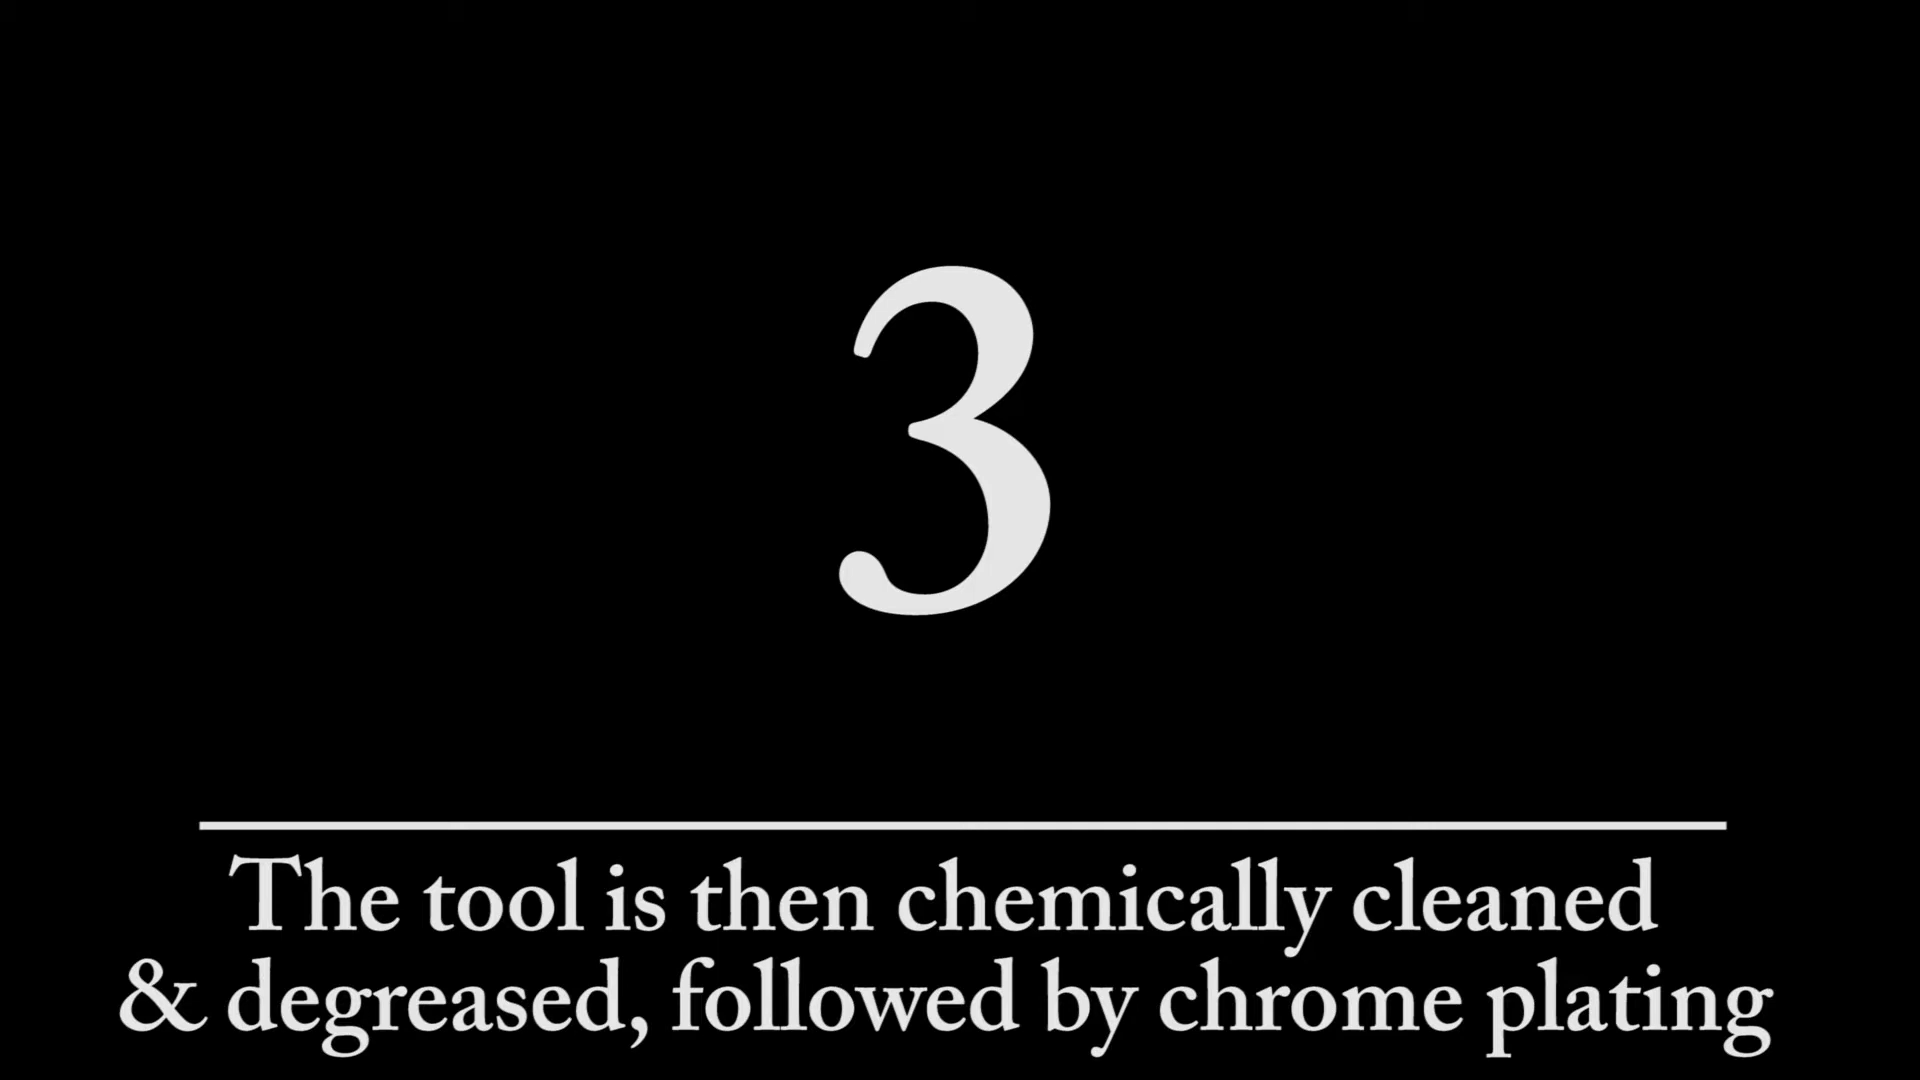 3
The tool is then chemically cleaned
& degreased, followed by chrome plating